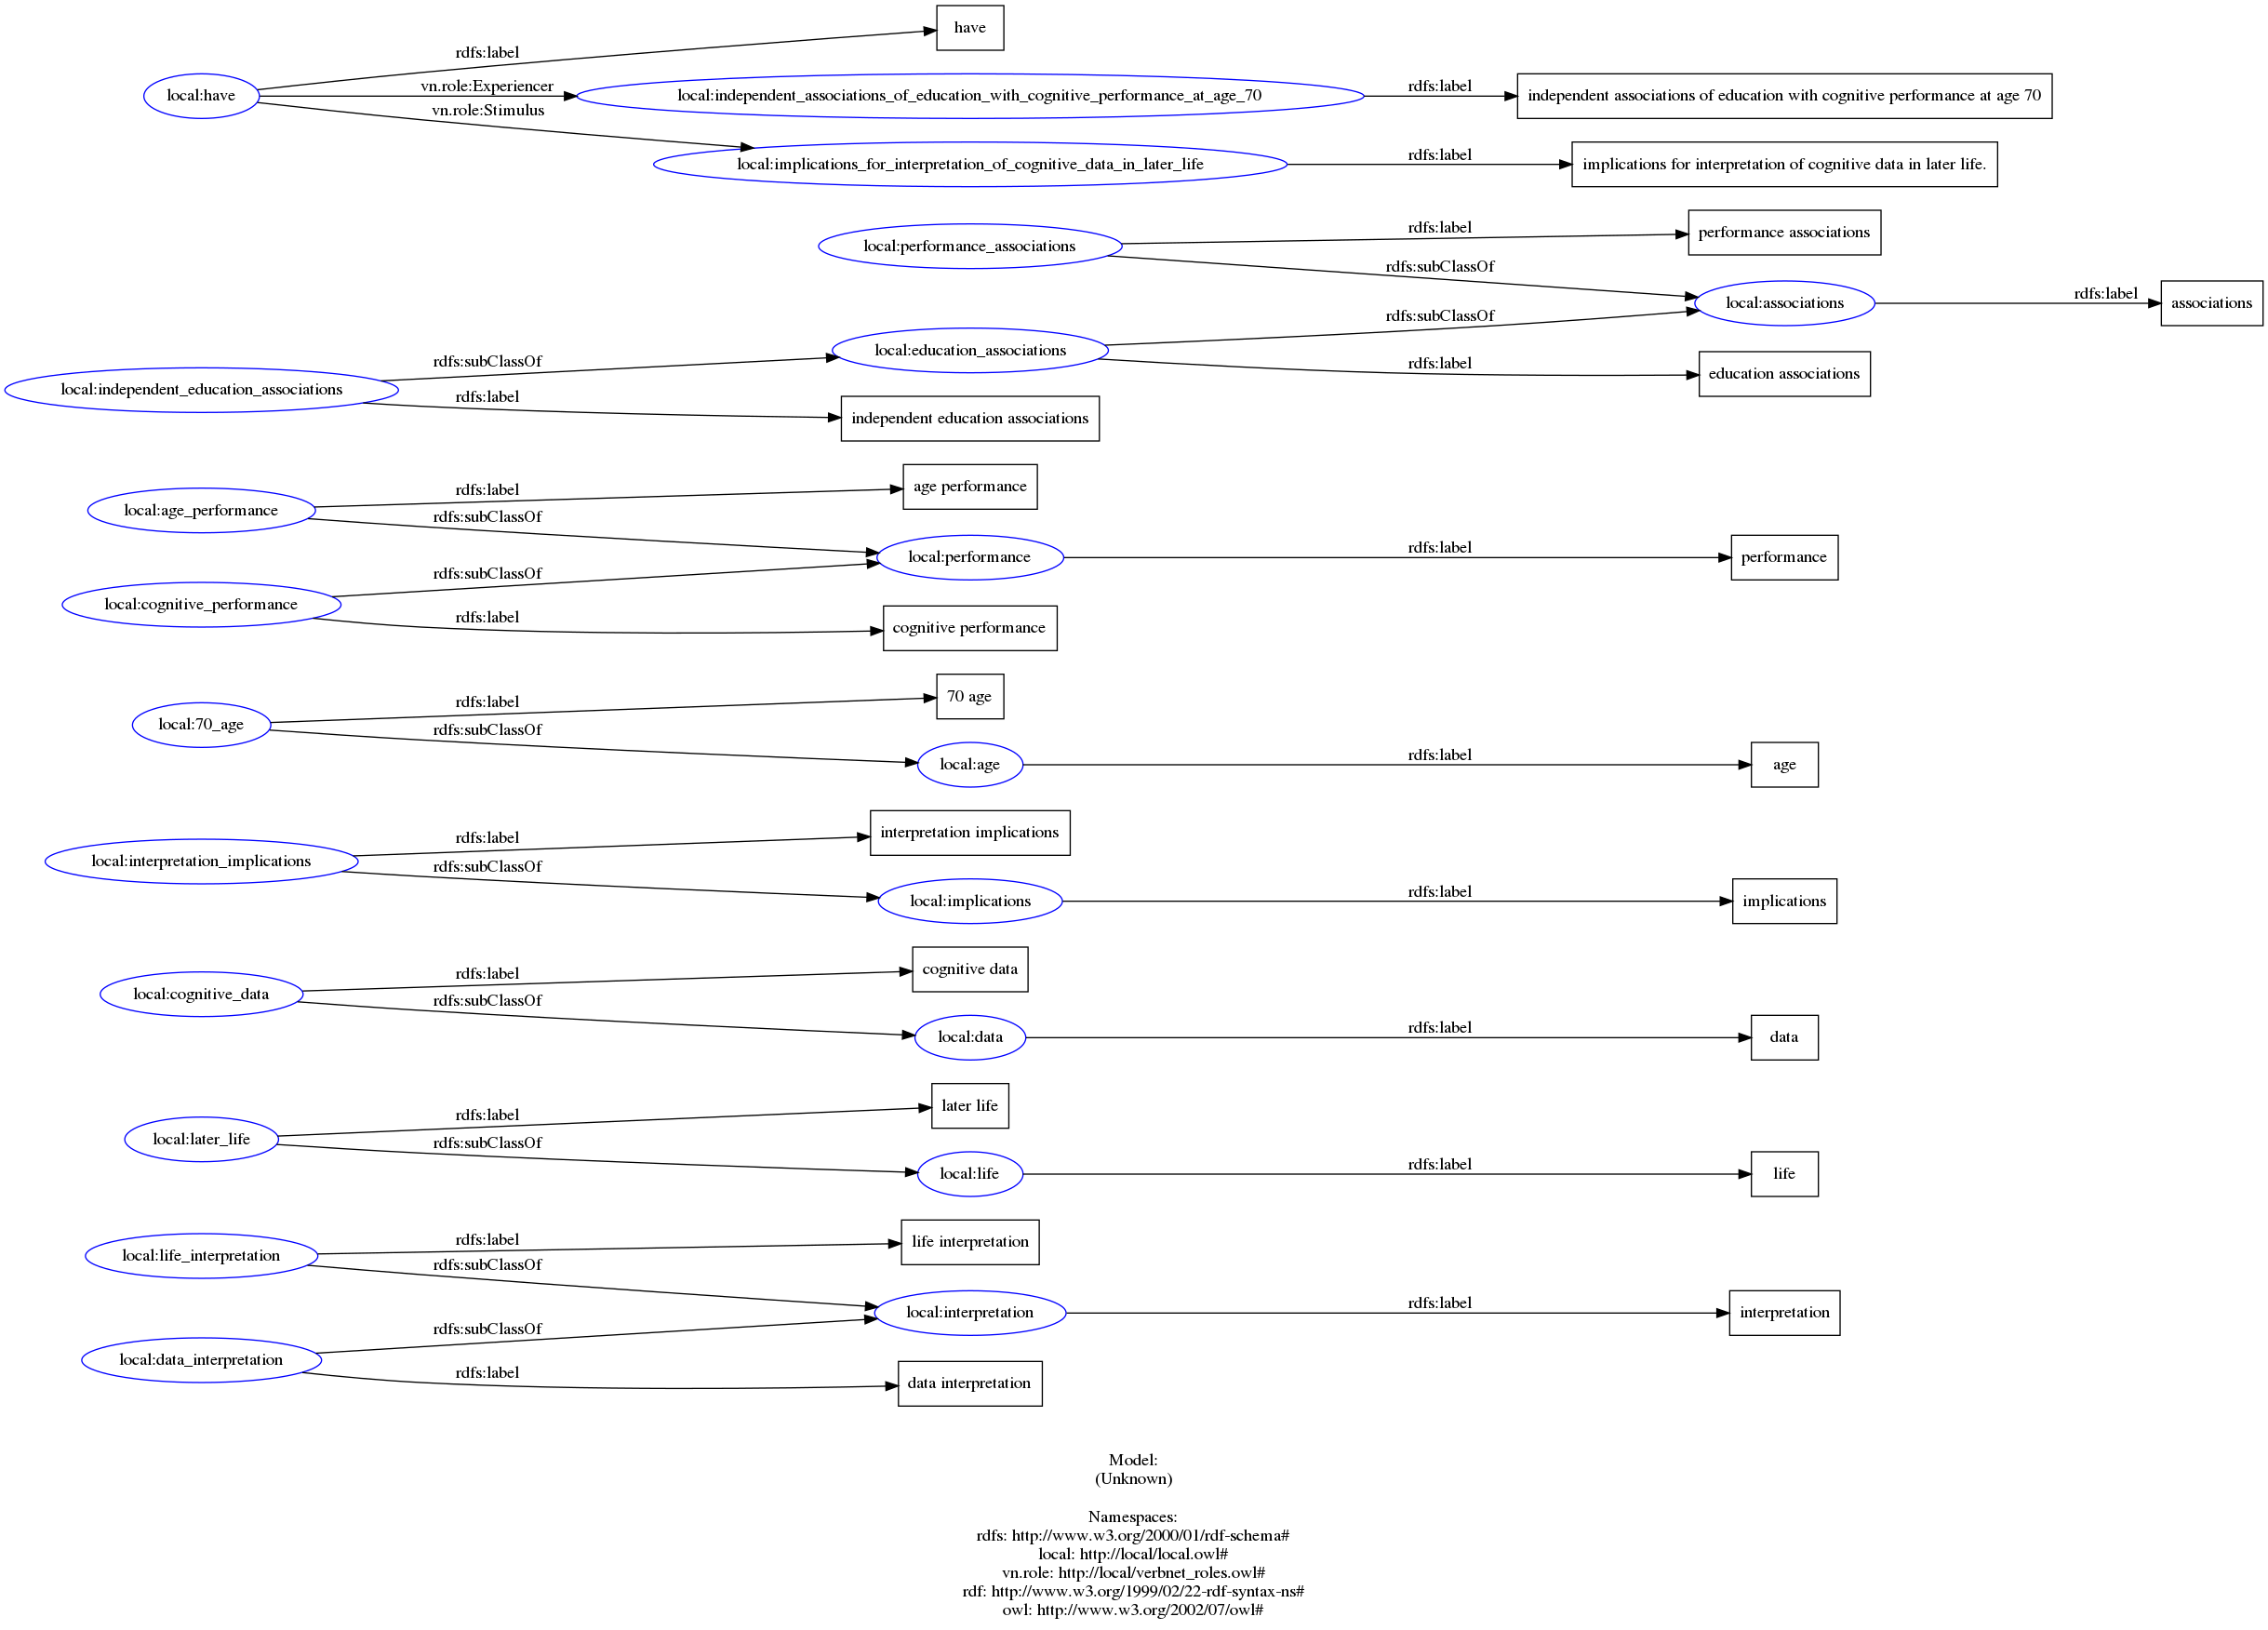 have
rdfs:label
local:have
vn.role:Experiencer
local:independent_associations_of_education_with_cognitive_performance_at_age_70
rdfs:label
independent associations of education with cognitive performance at age 70
vn.role:Stimulus
local:implications_for_interpretation_of_cognitive_data_in_later_life
rdfs:label
implications for interpretation of cognitive data in later life.
local:performance_associations
rdfs:label
performance associations
rdfs:subClassOf
local:associations
rdfs:label
associations
rdfs:subClassOf
local:education_associations
rdfs:label
education associations
rdfs:subClassOf
local:independent_education_associations
rdfs:label
independent education associations
rdfs:label
age performance
local:age_performance
rdfs:subClassOf
local:performance
rdfs:label
performance
rdfs:subClassOf
local:cognitive_performance
rdfs:label
cognitive performance
rdfs:label
70 age
local:70_age
rdfs:subClassOf
local:age
rdfs:label
age
rdfs:label
interpretation implications
local:interpretation_implications
rdfs:subClassOf
local:implications
rdfs:label
implications
rdfs:label
cognitive data
local:cognitive_data
rdfs:subClassOf
local:data
rdfs:label
data
rdfs:label
later life
local:later_life
rdfs:subClassOf
local:life
rdfs:label
life
rdfs:label
life interpretation
local:life_interpretation
rdfs:subClassOf
local:interpretation
rdfs:label
interpretation
rdfs:subClassOf
local:data_interpretation
rdfs:label
data interpretation
Model:
(Unknown)
Namespaces:
rdfs: http://www.w3.org/2000/01/rdf-schema#
local: http://local/local.owl#
vn.role: http://local/verbnet_roles.owl#
rdf: http://www.w3.org/1999/02/22-rdf-syntax-ns#
owl: http://www.w3.org/2002/07/owl#